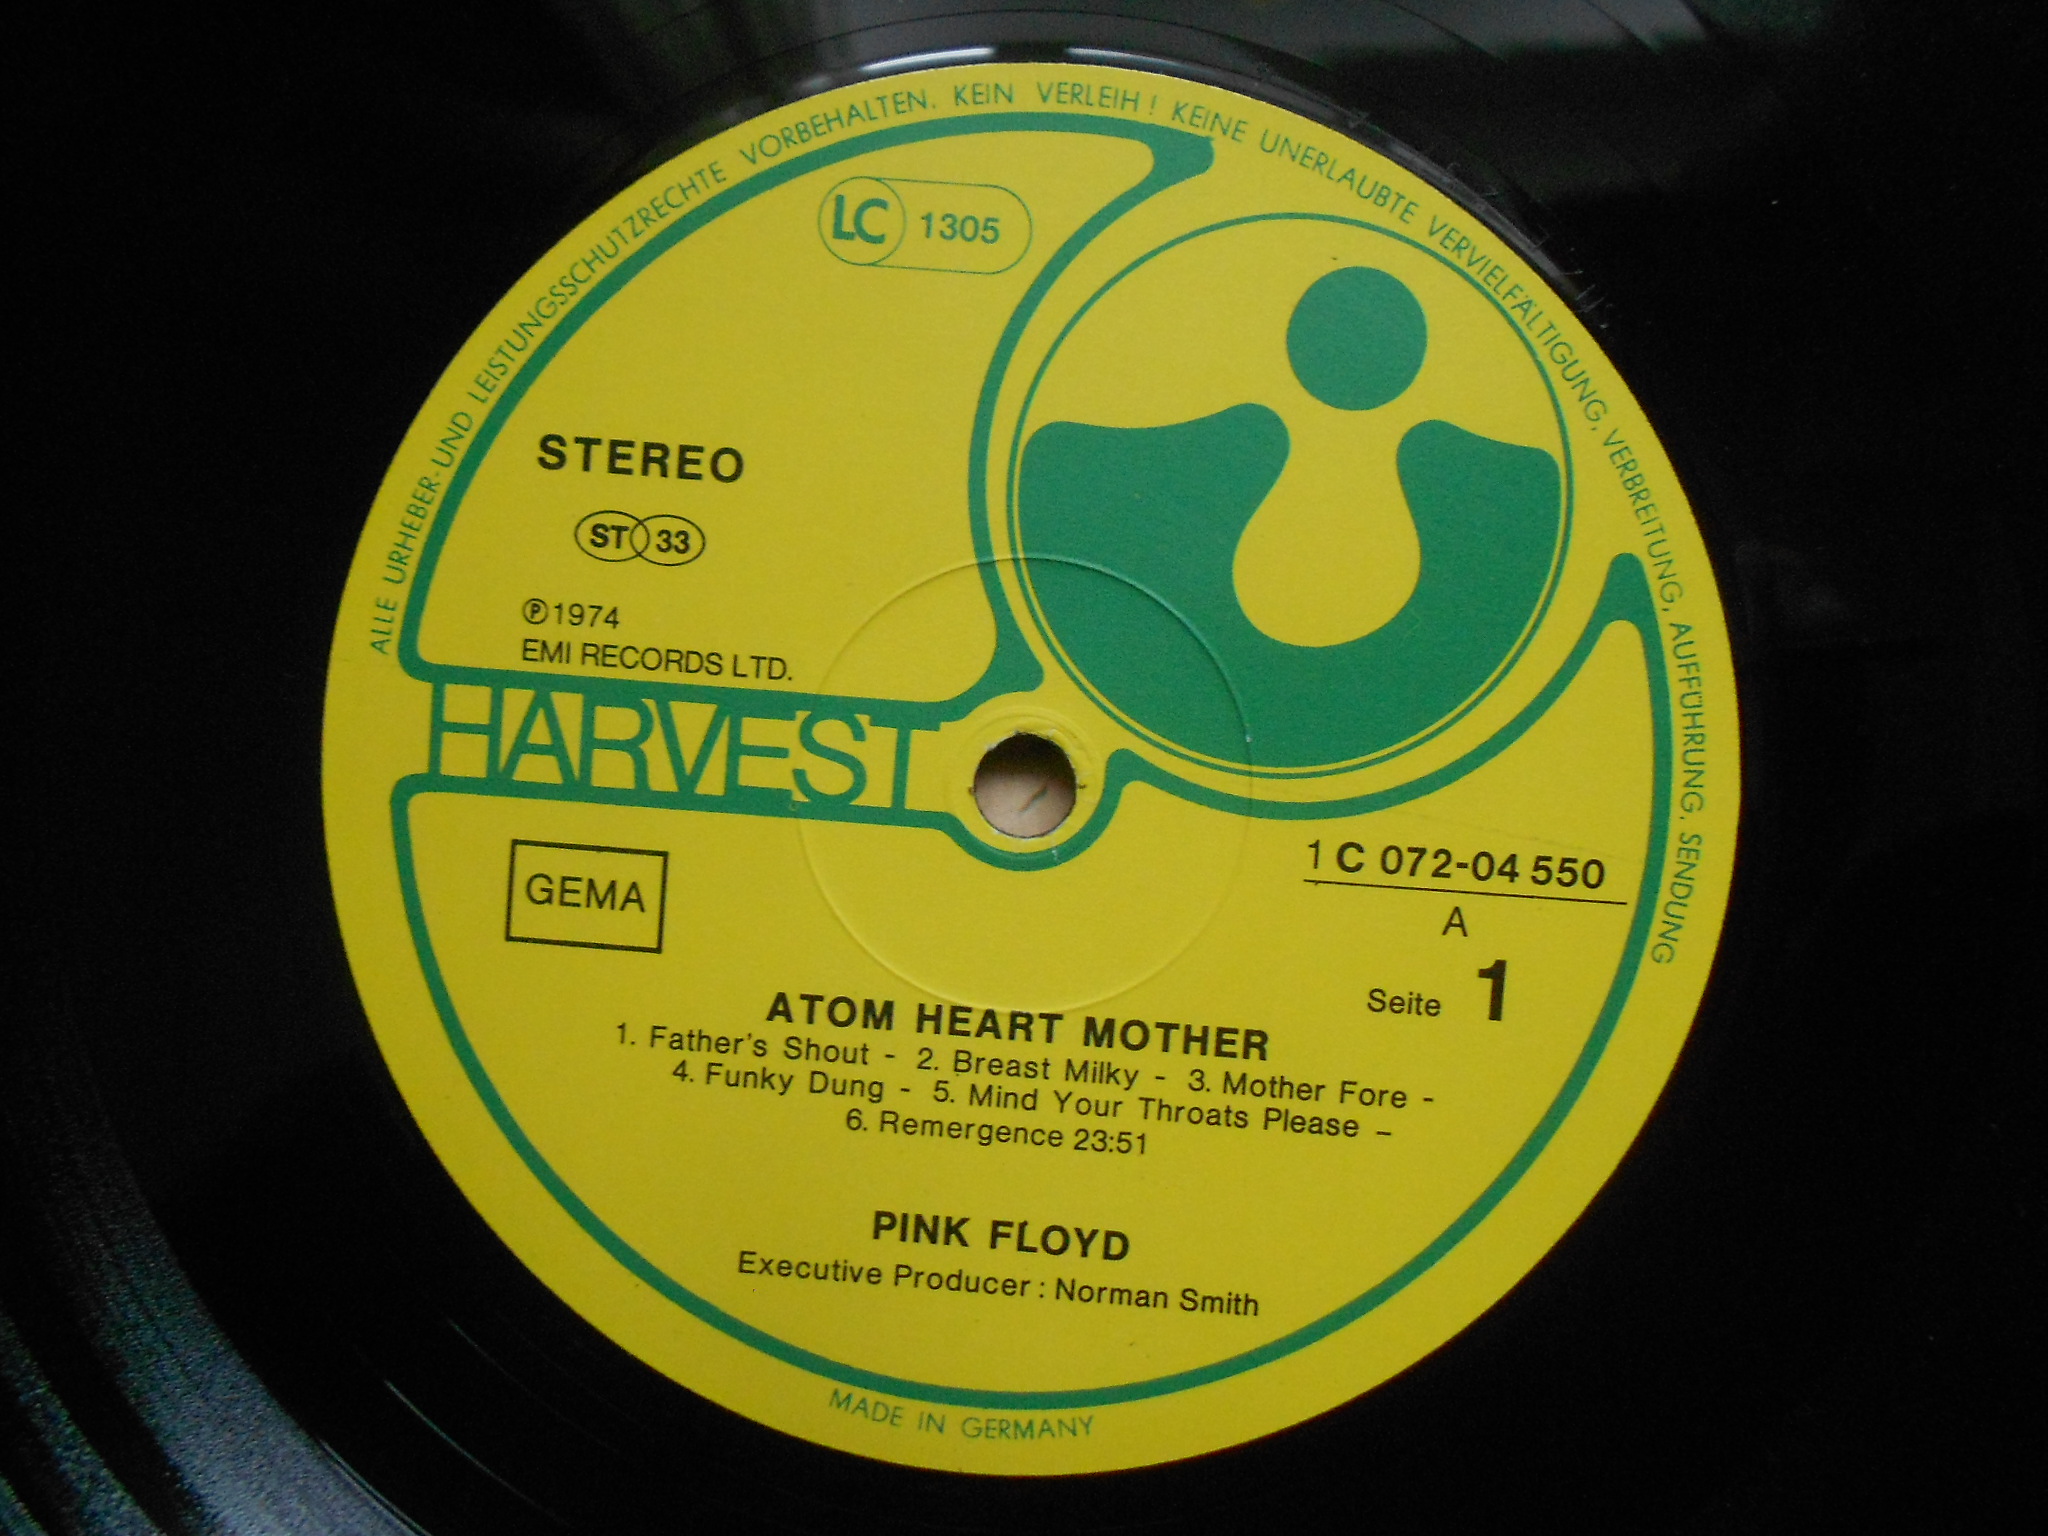 ALLE URHEBER-UND LEISTUNGSSCHUTZRECHTE VORBEHALTEN. KEIN VERLEIH! KEINE UNERLAUBTE VERVIELFÄLTIGUNG, VERBREITUNG, AUFFÜHRUNG, SENDUNG
LC 1305
STEREO
ST 33
Ⓟ1974
EMI RECORDS LTD.
HARVEST
GEMA
1 C 072-04 550
A
Seite 1
ATOM HEART MOTHER
1. Father's Shout - 2. Breast Milky - 3. Mother Fore -
4. Funky Dung - 5. Mind Your Throats Please –
6. Remergence 23:51
PINK FLOYD
Executive Producer : Norman Smith
MADE IN GERMANY